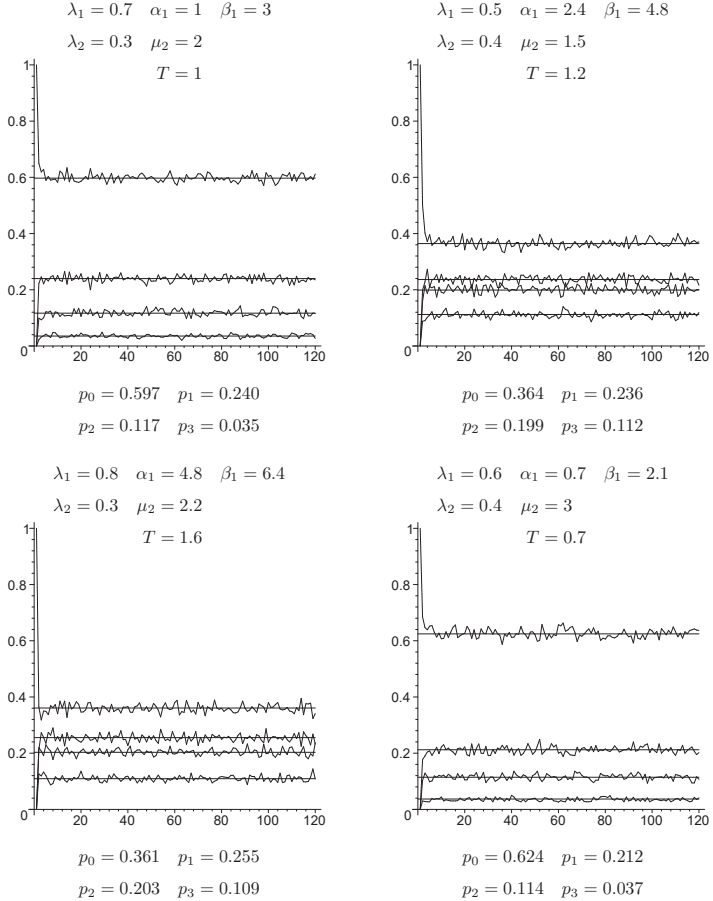 λ₁ = 0.7 α₁ = 1 β₁ = 3
λ₂ = 0.3 μ₂ = 2
T = 1
1
0.8
0.6
0.4
0.2
0
20 40 60 80 100 120
p₀ = 0.597 p₁ = 0.240
p₂ = 0.117 p₃ = 0.035
λ₁ = 0.5 α₁ = 2.4 β₁ = 4.8
λ₂ = 0.4 μ₂ = 1.5
T = 1.2
1
0.8
0.6
0.4
0.2
0
20 40 60 80 100 120
p₀ = 0.364 p₁ = 0.236
p₂ = 0.199 p₃ = 0.112
λ₁ = 0.8 α₁ = 4.8 β₁ = 6.4
λ₂ = 0.3 μ₂ = 2.2
T = 1.6
1
0.8
0.6
0.4
0.2
0
20 40 60 80 100 120
p₀ = 0.361 p₁ = 0.255
p₂ = 0.203 p₃ = 0.109
λ₁ = 0.6 α₁ = 0.7 β₁ = 2.1
λ₂ = 0.4 μ₂ = 3
T = 0.7
1
0.8
0.6
0.4
0.2
0
20 40 60 80 100 120
p₀ = 0.624 p₁ = 0.212
p₂ = 0.114 p₃ = 0.037